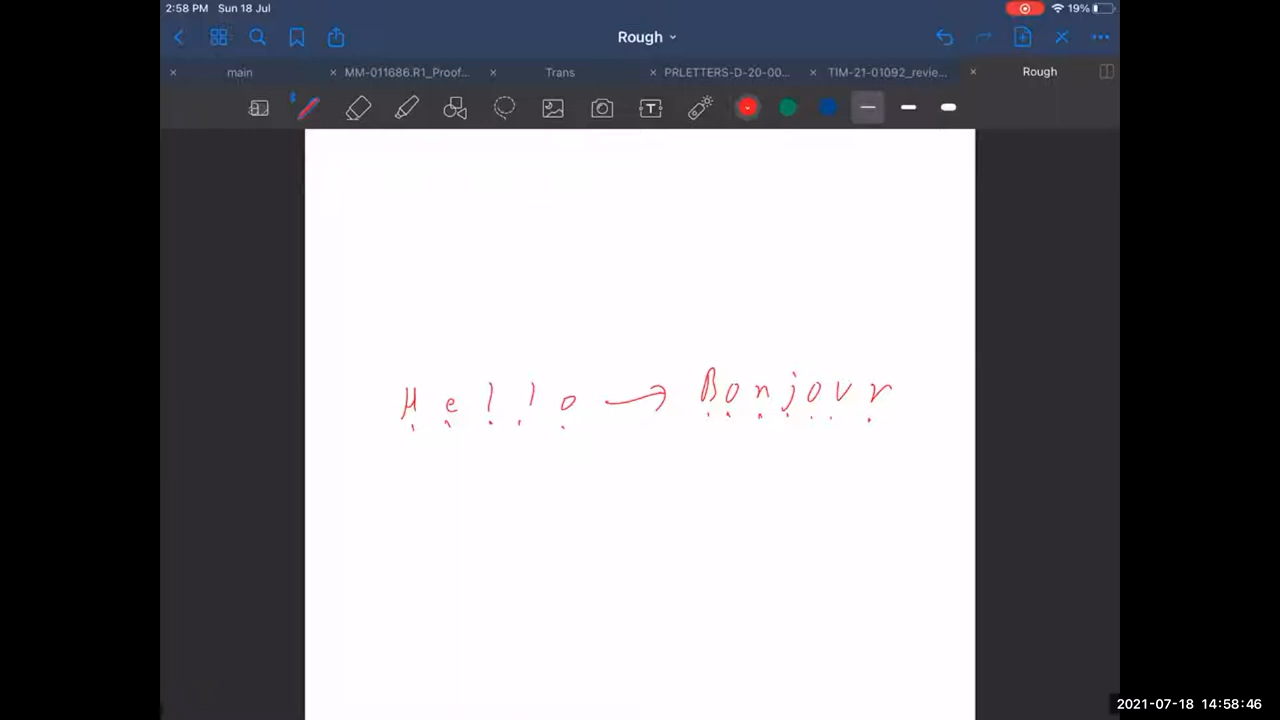 2:58 PM Sun 18 Jul 19%
Rough
main MM-011686.R1_Proof... Trans PRLETTERS-D-20-00... TIM-21-01092_revie... Rough
T
Hello → Bonjour
2021-07-18 14:58:46